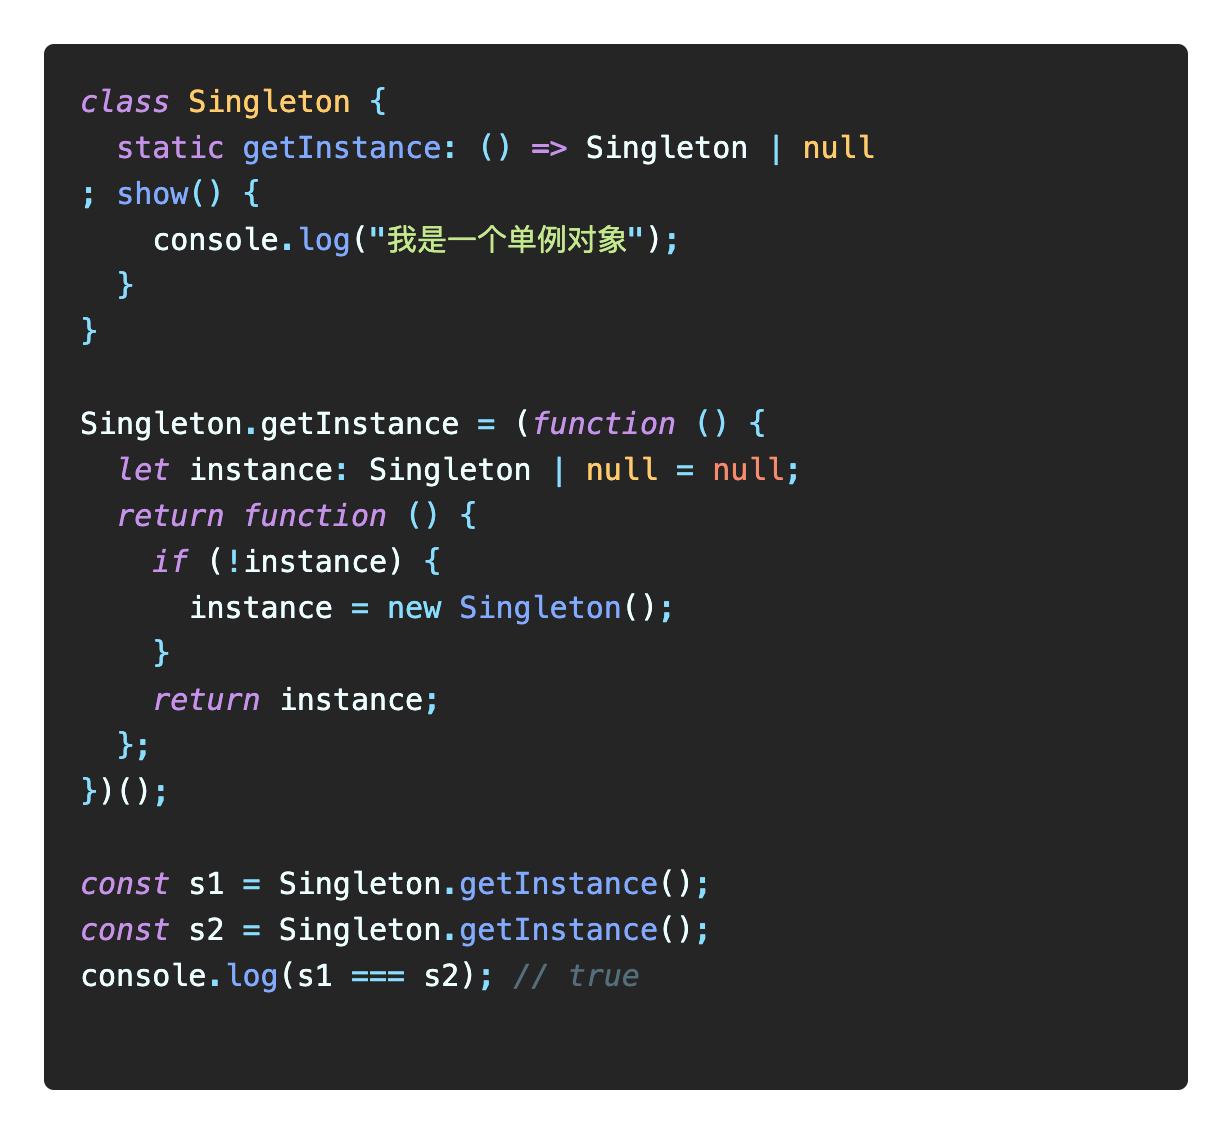 class Singleton {
  static getInstance: () => Singleton | null
; show() {
    console.log("我是一个单例对象");
  }
}

Singleton.getInstance = (function () {
  let instance: Singleton | null = null;
  return function () {
    if (!instance) {
      instance = new Singleton();
    }
    return instance;
  };
})();

const s1 = Singleton.getInstance();
const s2 = Singleton.getInstance();
console.log(s1 === s2); // true